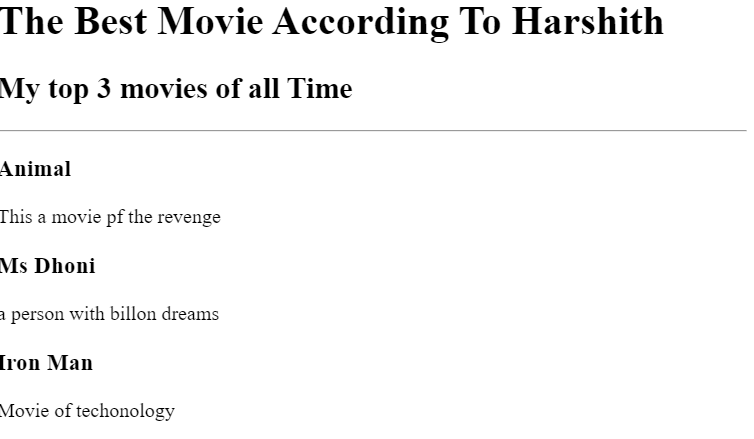 The Best Movie According To Harshith
My top 3 movies of all Time
Animal
This a movie pf the revenge
Ms Dhoni
a person with billon dreams
Iron Man
Movie of techonology